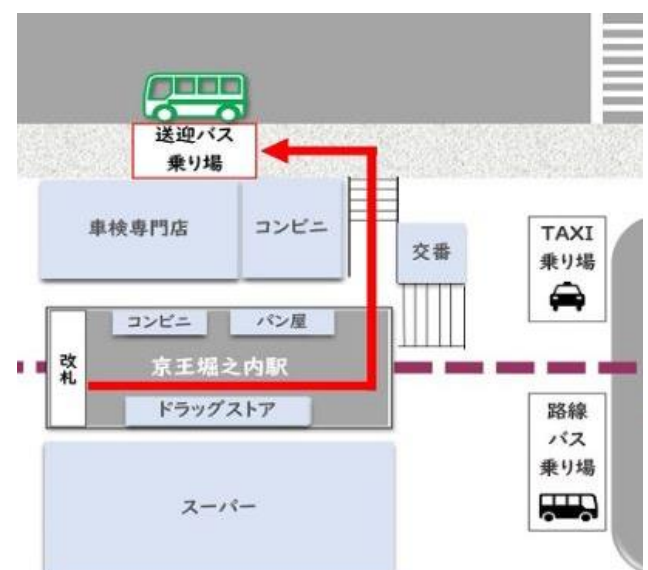 送迎バス
乗り場
車検専門店
コンビニ
交番
TAXI
乗り場
コンビニ
パン屋
改札
京王堀之内駅
ドラッグストア
路線
バス
乗り場
スーパー